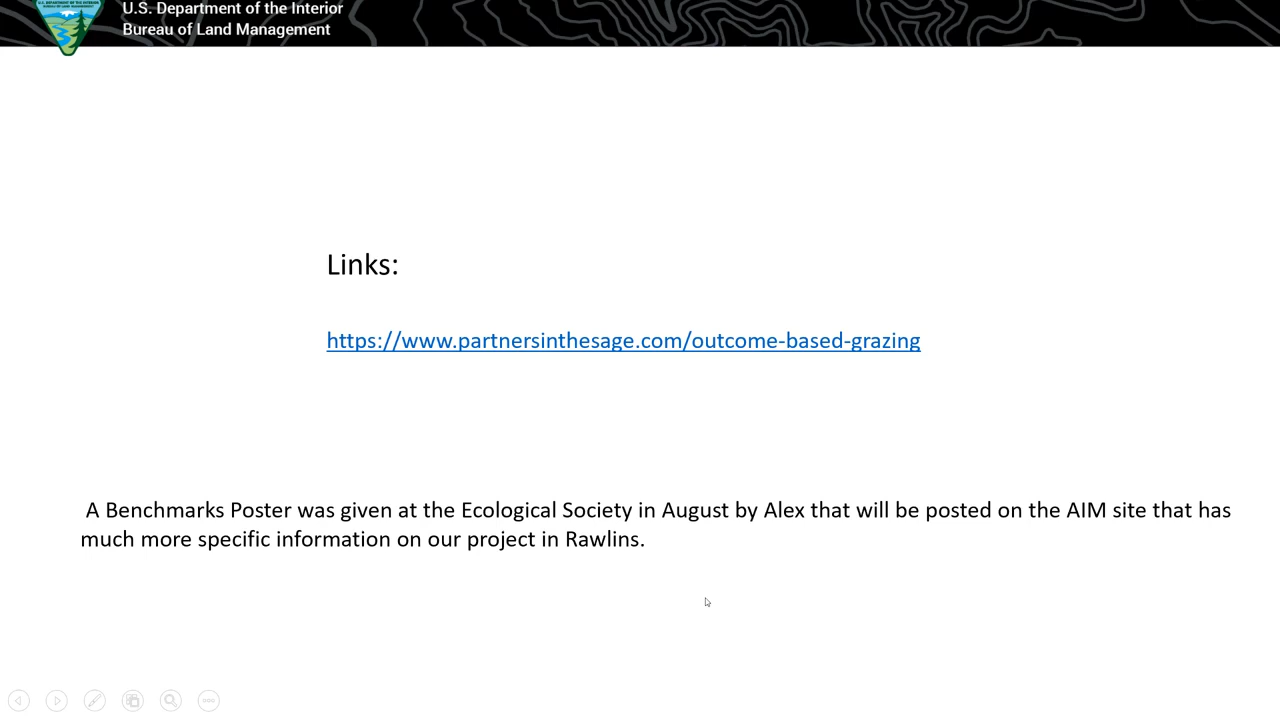 U.S. Department of the Interior
Bureau of Land Management
Links:
https://www.partnersinthesage.com/outcome-based-grazing
A Benchmarks Poster was given at the Ecological Society in August by Alex that will be posted on the AIM site that has
much more specific information on our project in Rawlins.